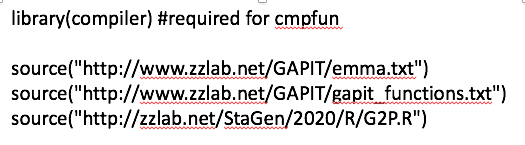 library(compiler) #required for cmpfun
source("http://www.zzlab.net/GAPIT/emma.txt")
source("http://www.zzlab.net/GAPIT/gapit_functions.txt")
source("http://zzlab.net/StaGen/2020/R/G2P.R")